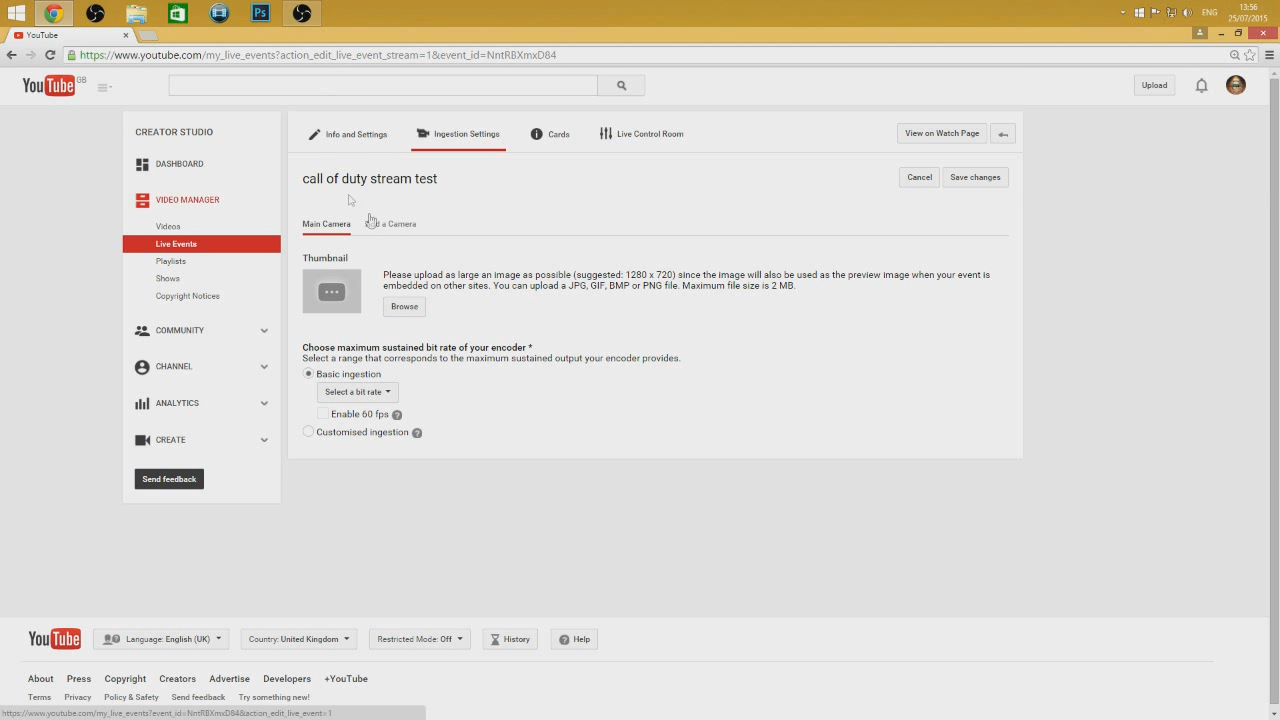 Ps
ENG
13:56
25/07/2015
YouTube
https://www.youtube.com/my_live_events?action_edit_live_event_stream=1&event_id=NntRBXmxD84
YouTube GB
Upload
CREATOR STUDIO
DASHBOARD
VIDEO MANAGER
Videos
Live Events
Playlists
Shows
Copyright Notices
COMMUNITY
CHANNEL
ANALYTICS
CREATE
Send feedback
Info and Settings
Ingestion Settings
Cards
Live Control Room
View on Watch Page
call of duty stream test
Cancel
Save changes
Main Camera
a Camera
Thumbnail
Please upload as large an image as possible (suggested: 1280 x 720) since the image will also be used as the preview image when your event is
embedded on other sites. You can upload a JPG, GIF, BMP or PNG file. Maximum file size is 2 MB.
Browse
Choose maximum sustained bit rate of your encoder *
Select a range that corresponds to the maximum sustained output your encoder provides.
Basic ingestion
Select a bit rate
Enable 60 fps ?
Customised ingestion ?
YouTube
Language: English (UK)
Country: United Kingdom
Restricted Mode: Off
History
Help
About Press Copyright Creators Advertise Developers +YouTube
Terms Privacy Policy & Safety Send feedback Try something new!
https://www.youtube.com/my_live_events?event_id=NntRBXmxD84&action_edit_live_event=1